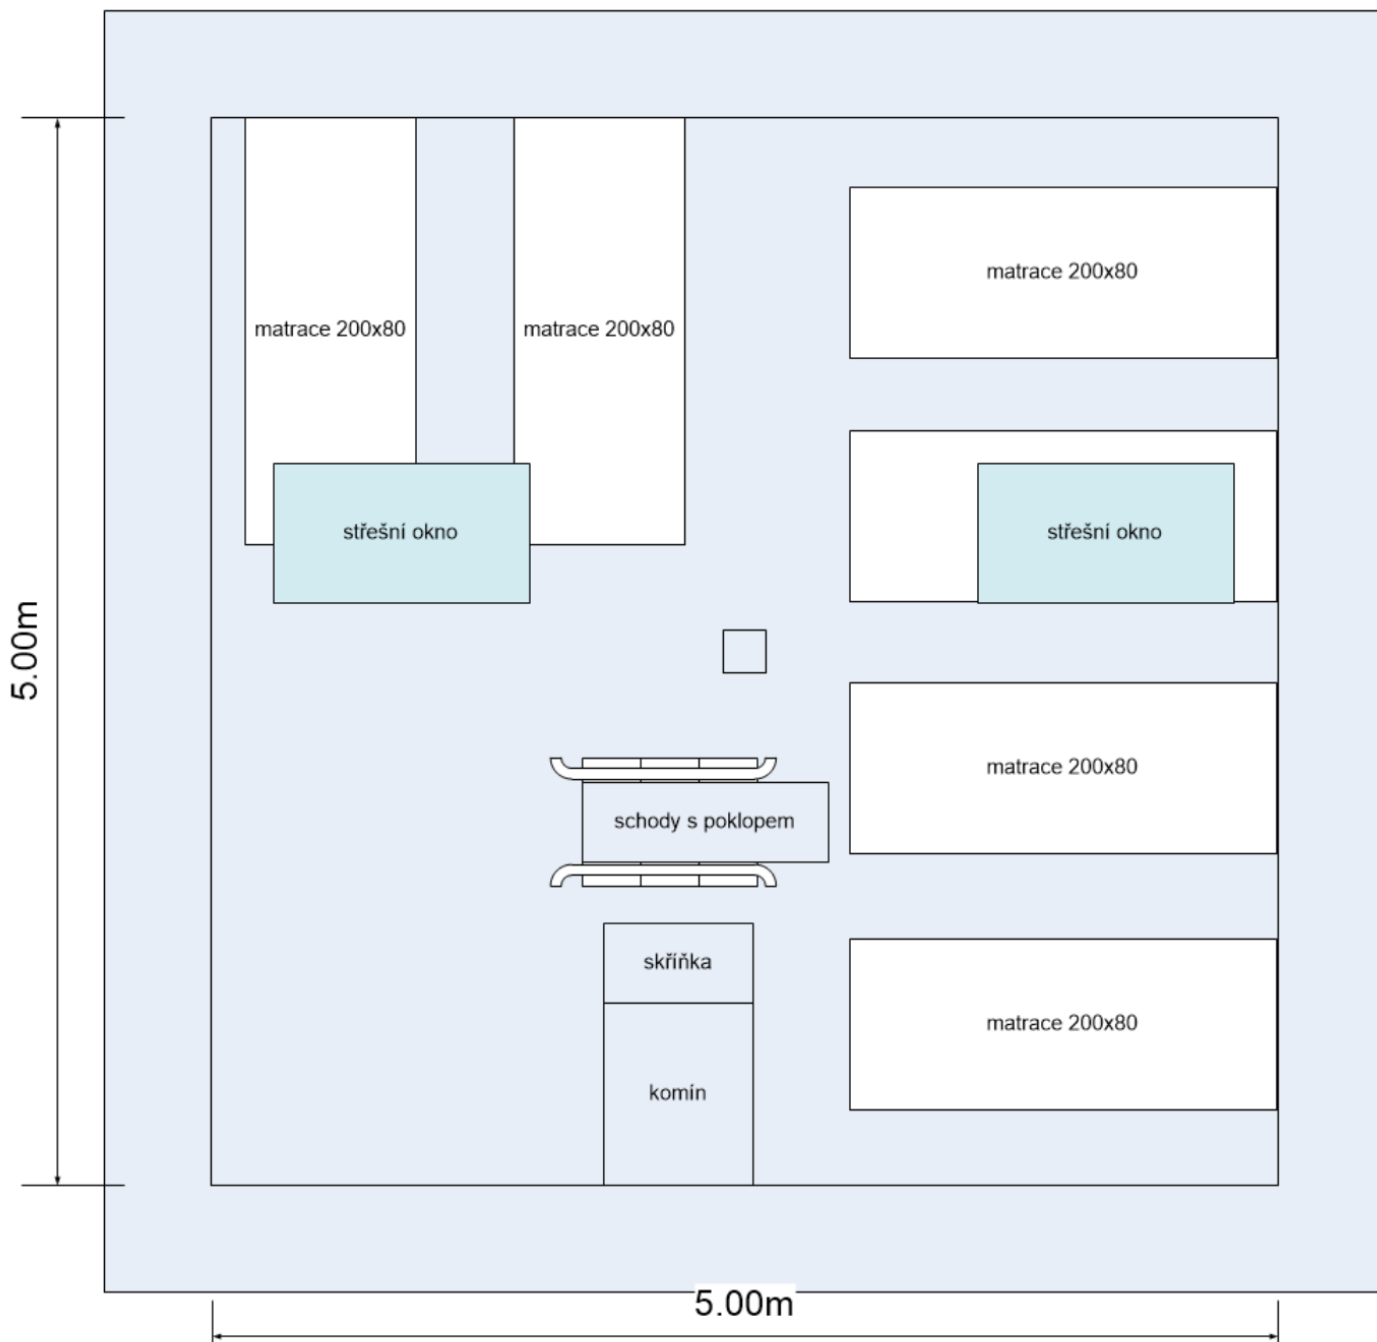 matrace 200x80
matrace 200x80
matrace 200x80
střešní okno
střešní okno
5.00m
matrace 200x80
schody s poklopem
skříňka
matrace 200x80
komín
5.00m